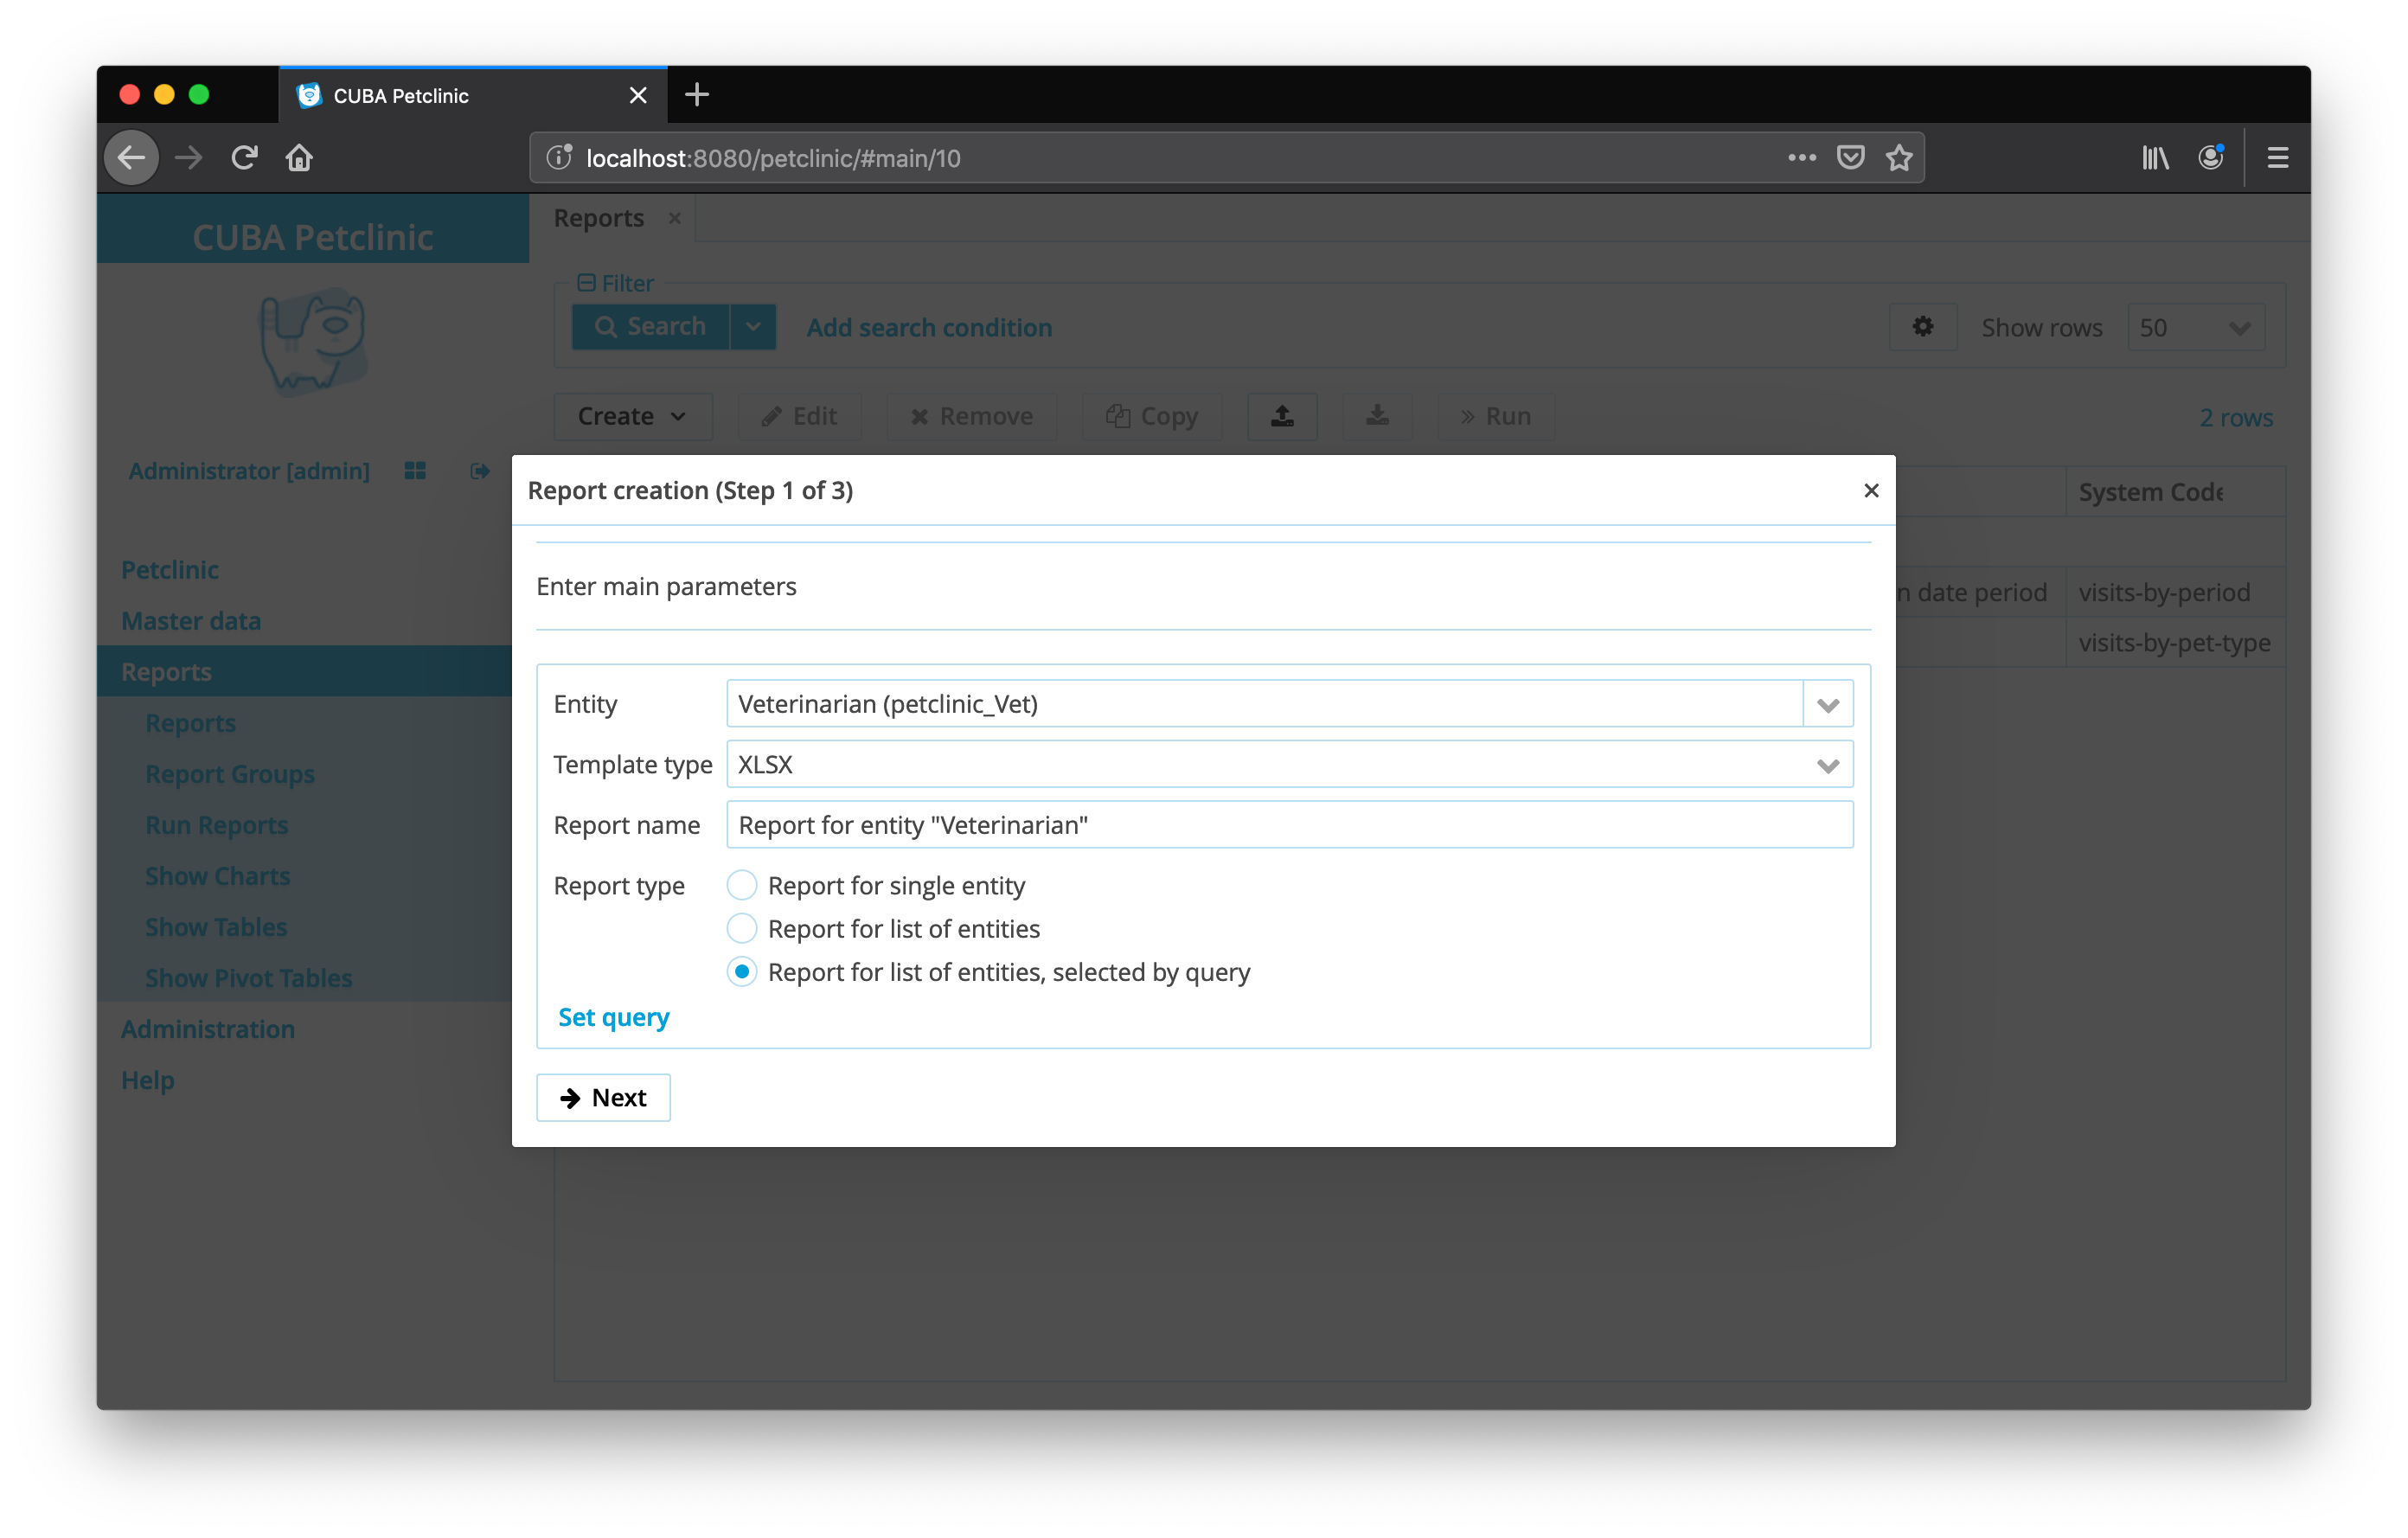 CUBA Petclinic
localhost:8080/petclinic/#main/10
CUBA Petclinic
Reports
Filter
Search
Add search condition
Show rows
50
Create
Edit
Remove
Copy
Run
2 rows
Administrator [admin]
Petclinic
Master data
Reports
Reports
Report Groups
Run Reports
Show Charts
Show Tables
Show Pivot Tables
Administration
Help
System Code
date period
visits-by-period
visits-by-pet-type
Report creation (Step 1 of 3)
Enter main parameters
Entity
Veterinarian (petclinic_Vet)
Template type
XLSX
Report name
Report for entity "Veterinarian"
Report type
Report for single entity
Report for list of entities
Report for list of entities, selected by query
Set query
Next